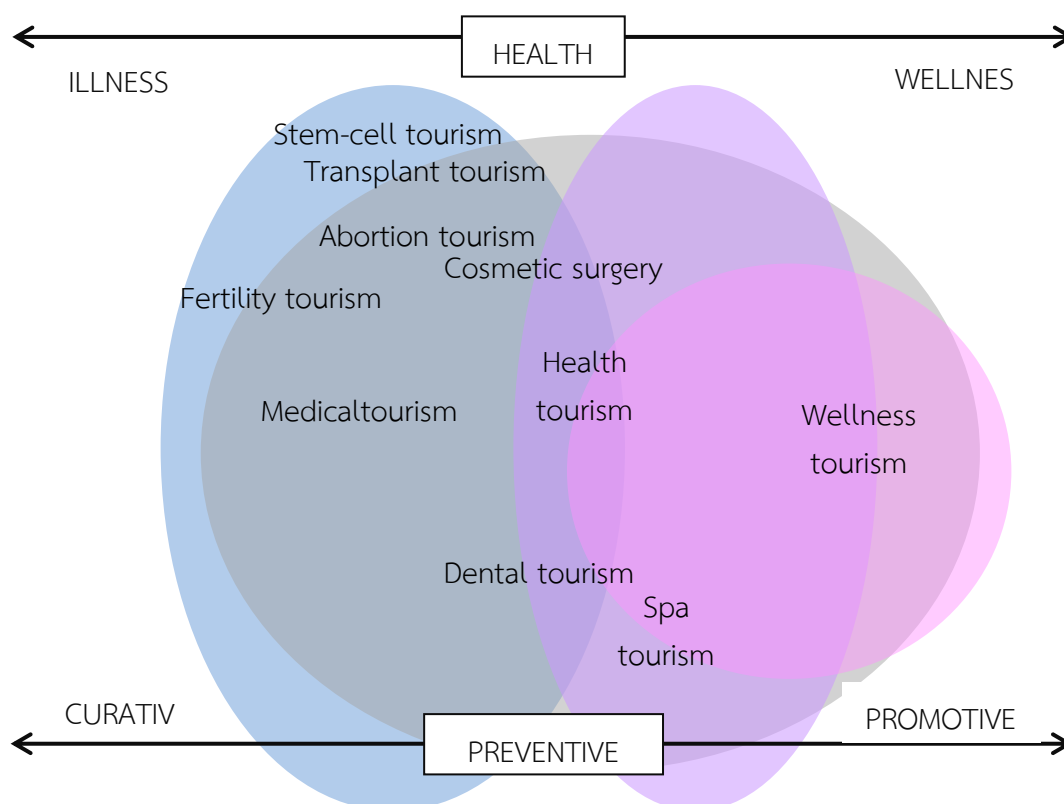 HEALTH
ILLNESS
WELLNES
Stem-cell tourism
Transplant tourism
Abortion tourism
Cosmetic surgery
Fertility tourism
Health
tourism
Medicaltourism
Wellness
tourism
Dental tourism
Spa
tourism
CURATIV
PROMOTIVE
PREVENTIVE